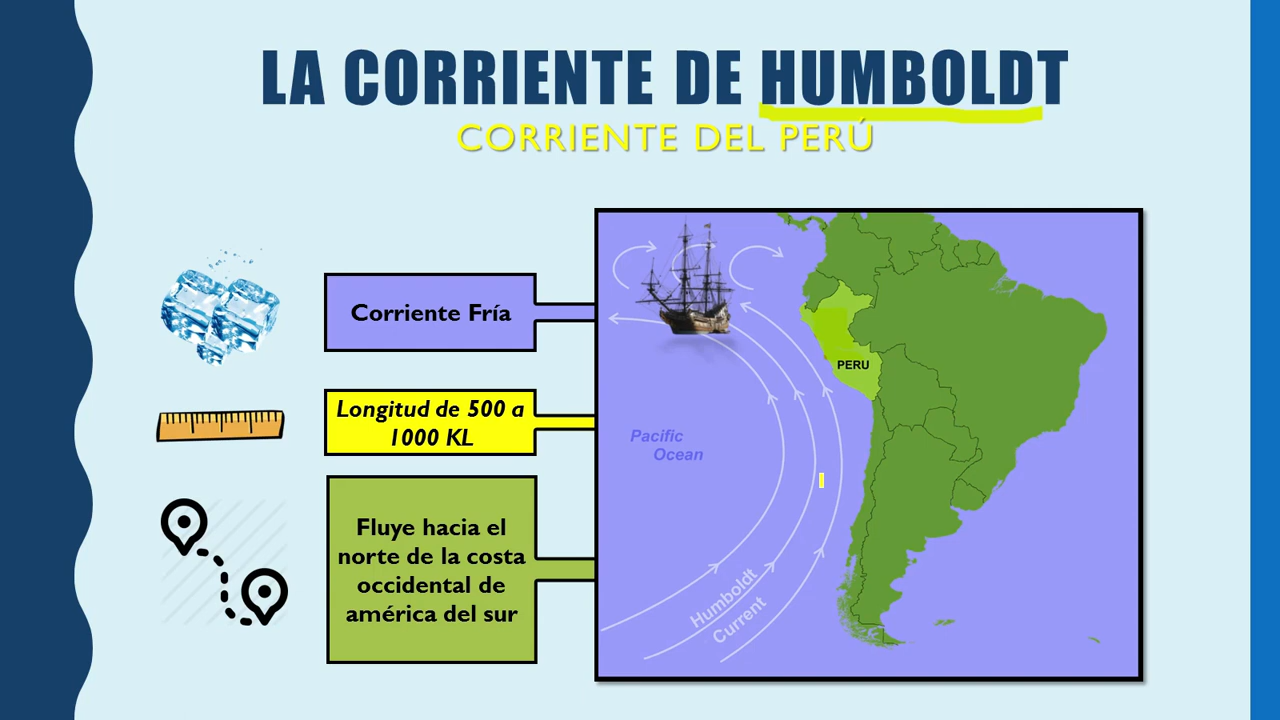 LA CORRIENTE DE HUMBOLDT
CORRIENTE DEL PERÚ
Corriente Fría
Longitud de 500 a
1000 KL
Fluye hacia el
norte de la costa
occidental de
américa del sur
PERU
Pacific
Ocean
Humboldt
Current